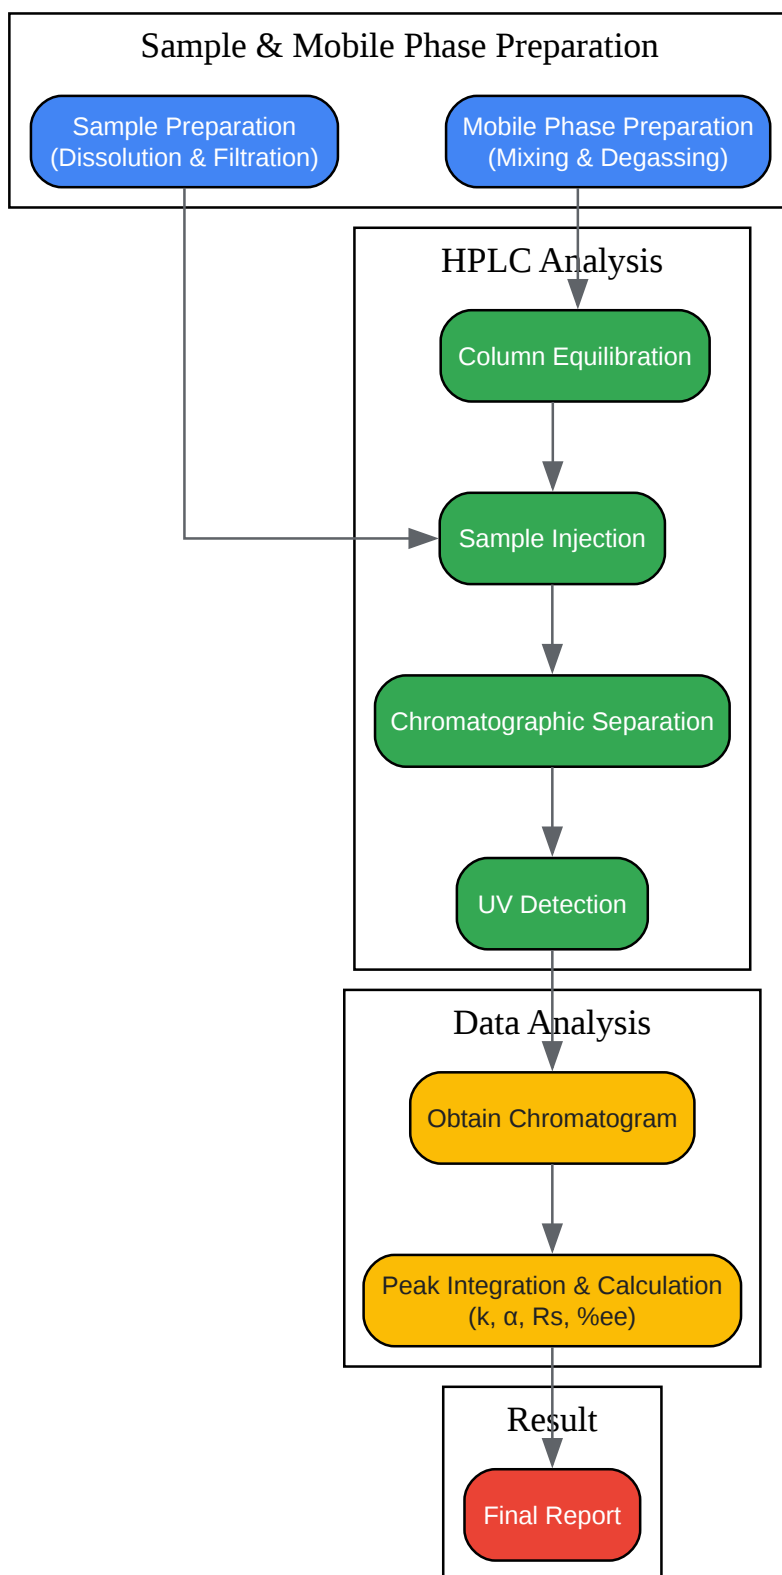 Sample & Mobile Phase Preparation
Sample Preparation
(Dissolution & Filtration)
Mobile Phase Preparation
(Mixing & Degassing)
HPLC Analysis
Column Equilibration
Sample Injection
Chromatographic Separation
UV Detection
Data Analysis
Obtain Chromatogram
Peak Integration & Calculation
(k, α, Rs, %ee)
Result
Final Report